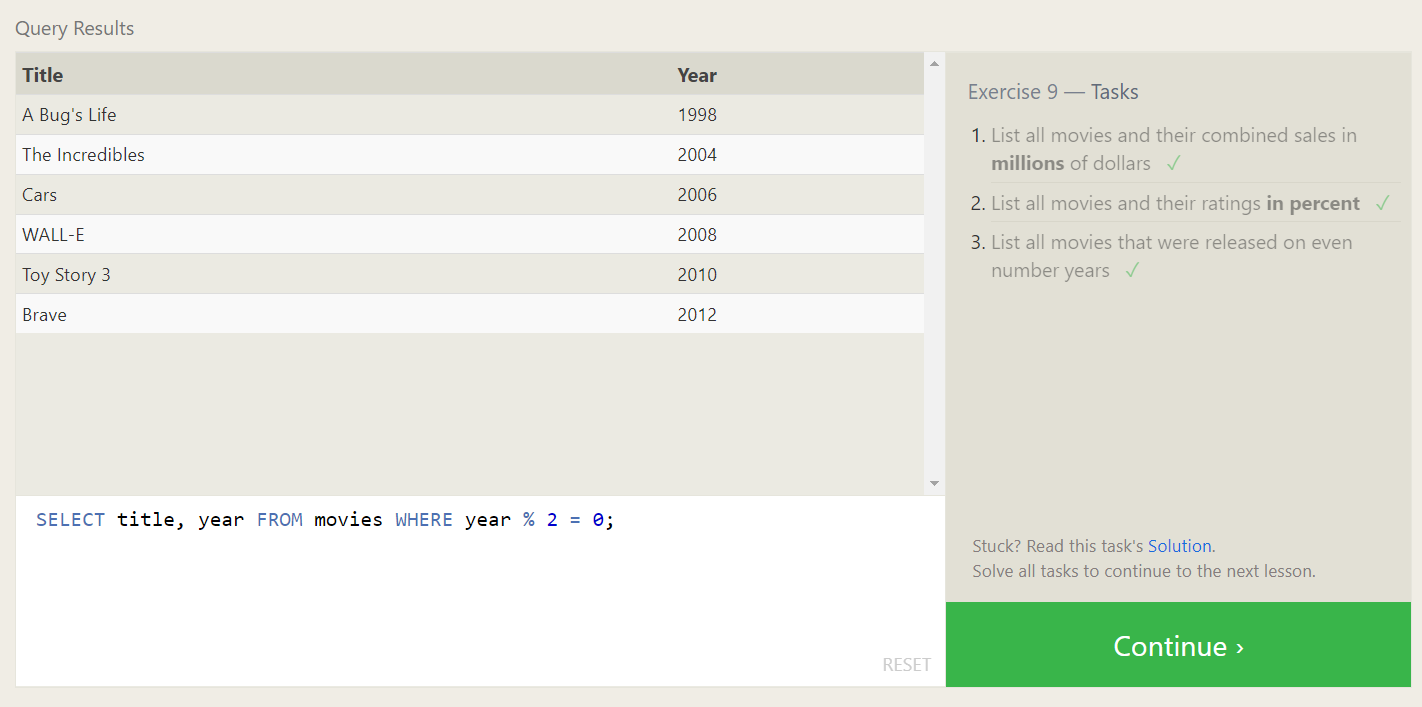 Query Results
Title Year
A Bug's Life 1998
The Incredibles 2004
Cars 2006
WALL-E 2008
Toy Story 3 2010
Brave 2012
SELECT title, year FROM movies WHERE year % 2 = 0;
RESET
Exercise 9 — Tasks
1. List all movies and their combined sales in
millions of dollars ✓
2. List all movies and their ratings in percent ✓
3. List all movies that were released on even
number years ✓
Stuck? Read this task's Solution.
Solve all tasks to continue to the next lesson.
Continue ›